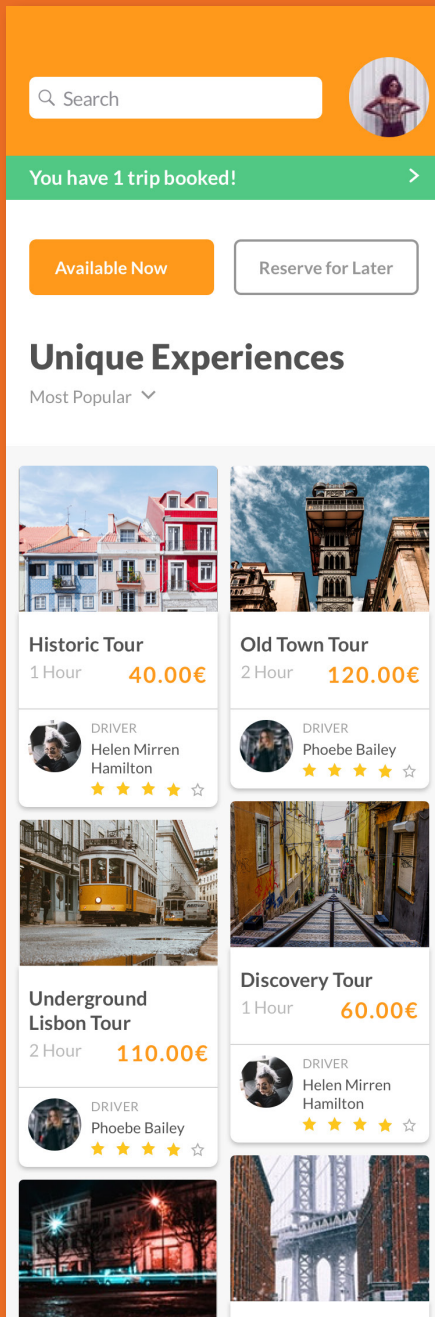 Search
You have 1 trip booked!
Available Now
Reserve for Later
Unique Experiences
Most Popular
Historic Tour
1 Hour
40.00€
DRIVER
Helen Mirren
Hamilton
Old Town Tour
2 Hour
120.00€
DRIVER
Phoebe Bailey
Underground
Lisbon Tour
2 Hour
110.00€
DRIVER
Phoebe Bailey
Discovery Tour
1 Hour
60.00€
DRIVER
Helen Mirren
Hamilton